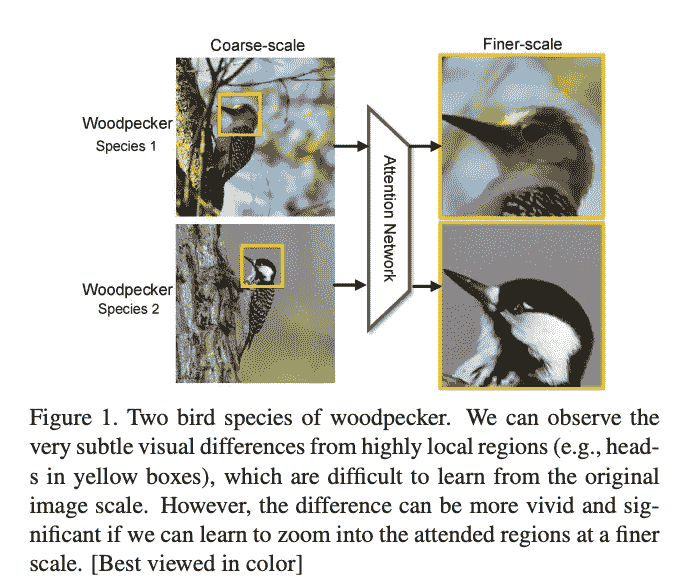 Coarse-scale
Finer-scale
Woodpecker
Species 1
Attention Network
Woodpecker
Species 2
Figure 1. Two bird species of woodpecker. We can observe the
very subtle visual differences from highly local regions (e.g., head-
s in yellow boxes), which are difficult to learn from the original
image scale. However, the difference can be more vivid and sig-
nificant if we can learn to zoom into the attended regions at a finer
scale. [Best viewed in color]